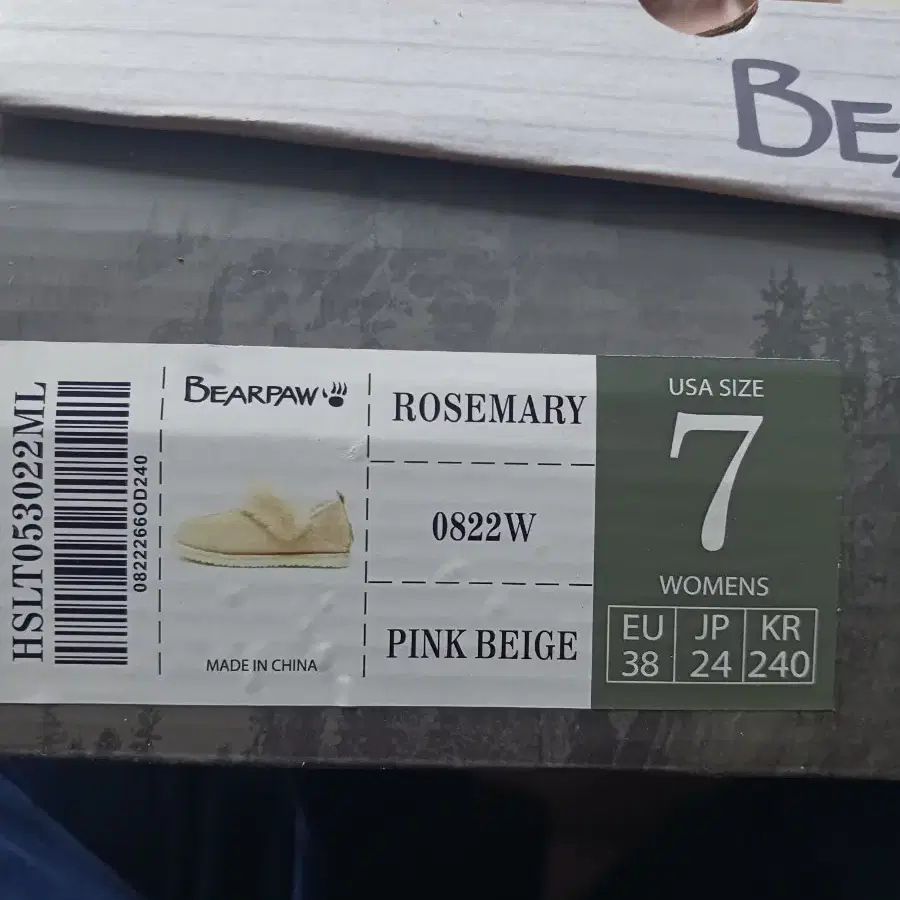 BE
HSLT053022ML
0822266OD240
BEARPAW
MADE IN CHINA
ROSEMARY
0822W
PINK BEIGE
USA SIZE
7
WOMENS
EU JP KR
38 24 240